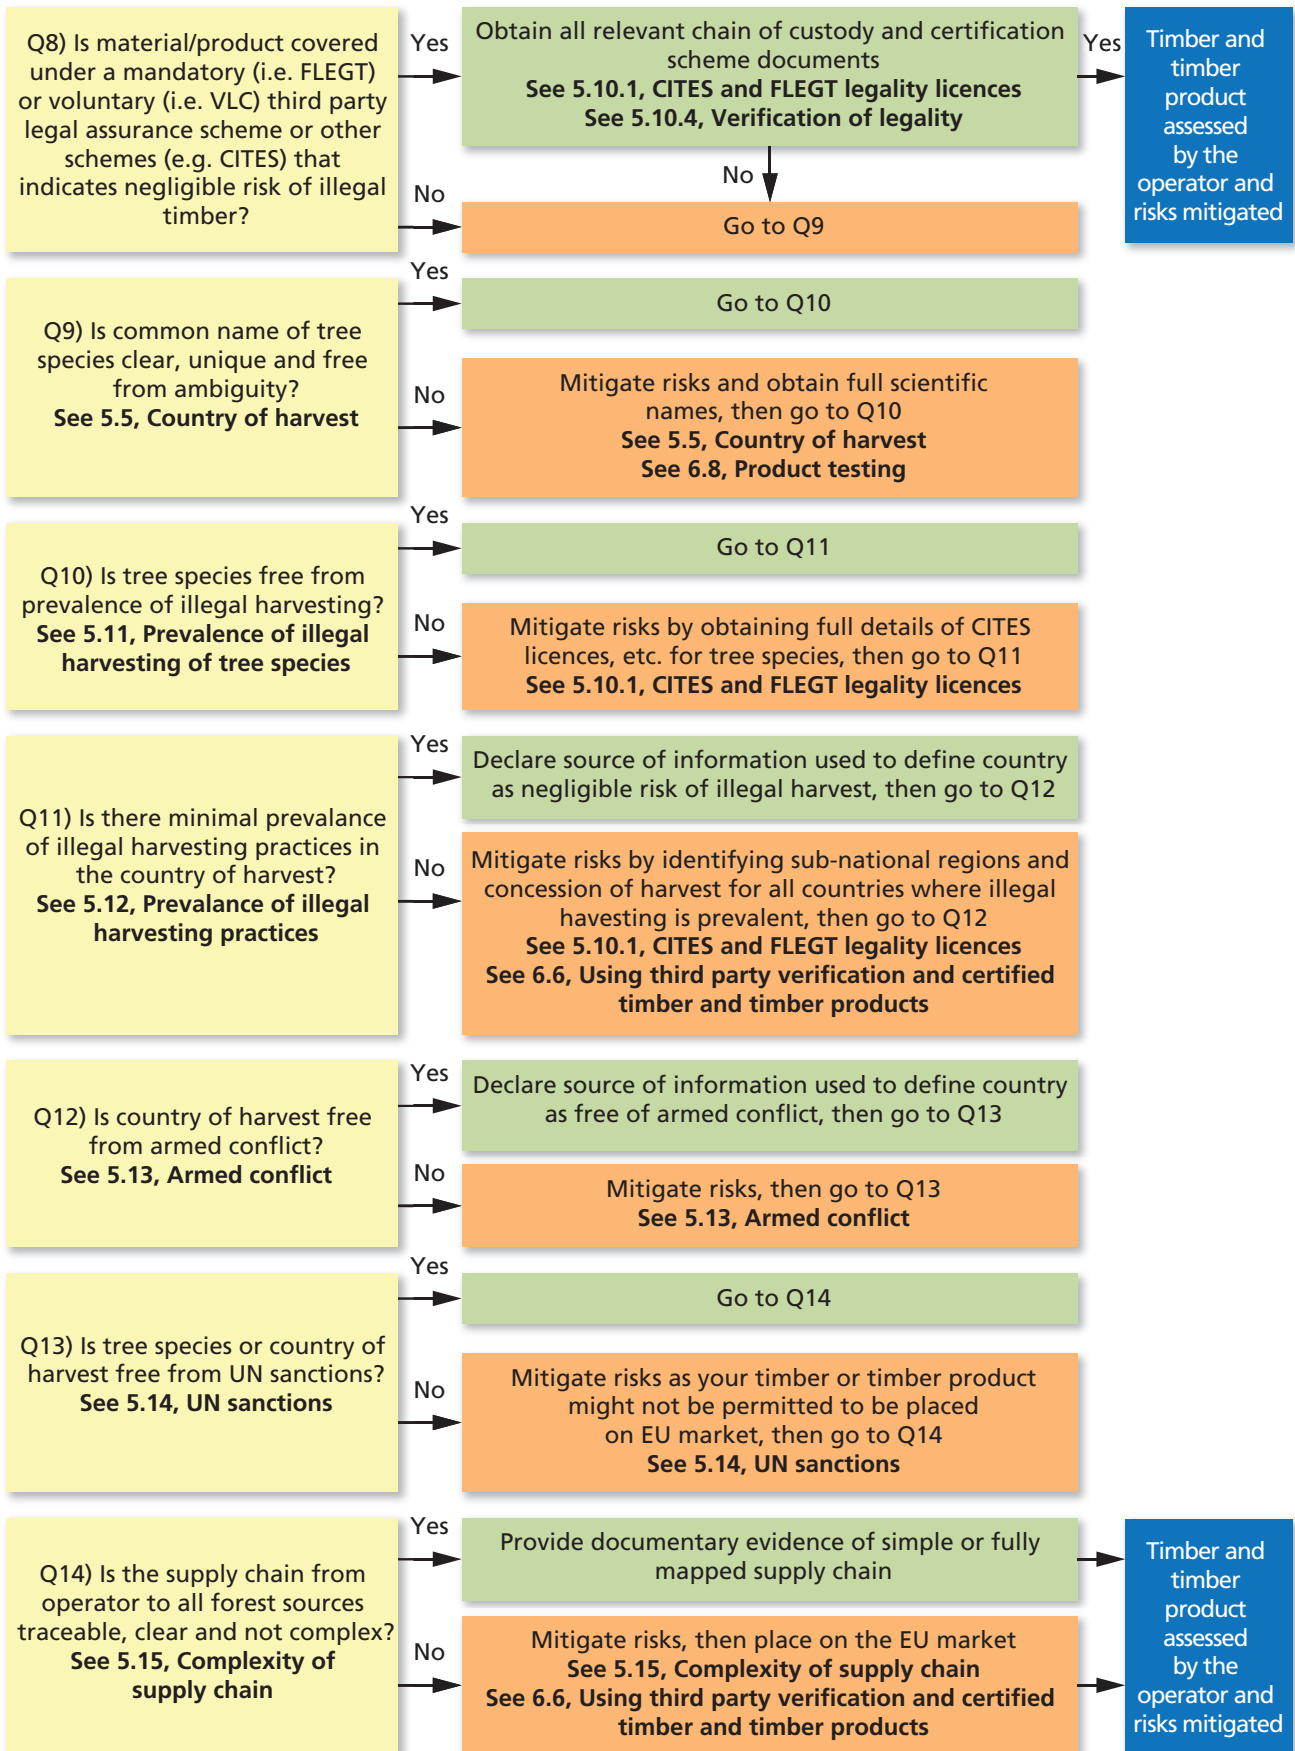 Q8) Is material/product covered
under a mandatory (i.e. FLEGT)
or voluntary (i.e. VLC) third party
legal assurance scheme or other
schemes (e.g. CITES) that
indicates negligible risk of illegal
timber?
Yes
Obtain all relevant chain of custody and certification
scheme documents
See 5.10.1, CITES and FLEGT legality licences
See 5.10.4, Verification of legality
Yes
Timber and
timber
product
assessed
by the
operator and
risks mitigated
No
No
Go to Q9
Q9) Is common name of tree
species clear, unique and free
from ambiguity?
See 5.5, Country of harvest
Yes
Go to Q10
No
Mitigate risks and obtain full scientific
names, then go to Q10
See 5.5, Country of harvest
See 6.8, Product testing
Q10) Is tree species free from
prevalence of illegal harvesting?
See 5.11, Prevalence of illegal
harvesting of tree species
Yes
Go to Q11
No
Mitigate risks by obtaining full details of CITES
licences, etc. for tree species, then go to Q11
See 5.10.1, CITES and FLEGT legality licences
Q11) Is there minimal prevalance
of illegal harvesting practices in
the country of harvest?
See 5.12, Prevalance of illegal
harvesting practices
Yes
Declare source of information used to define country
as negligible risk of illegal harvest, then go to Q12
No
Mitigate risks by identifying sub-national regions and
concession of harvest for all countries where illegal
havesting is prevalent, then go to Q12
See 5.10.1, CITES and FLEGT legality licences
See 6.6, Using third party verification and certified
timber and timber products
Q12) Is country of harvest free
from armed conflict?
See 5.13, Armed conflict
Yes
Declare source of information used to define country
as free of armed conflict, then go to Q13
No
Mitigate risks, then go to Q13
See 5.13, Armed conflict
Q13) Is tree species or country of
harvest free from UN sanctions?
See 5.14, UN sanctions
Yes
Go to Q14
No
Mitigate risks as your timber or timber product
might not be permitted to be placed
on EU market, then go to Q14
See 5.14, UN sanctions
Q14) Is the supply chain from
operator to all forest sources
traceable, clear and not complex?
See 5.15, Complexity of
supply chain
Yes
Provide documentary evidence of simple or fully
mapped supply chain
No
Mitigate risks, then place on the EU market
See 5.15, Complexity of supply chain
See 6.6, Using third party verification and certified
timber and timber products
Timber and
timber
product
assessed
by the
operator and
risks mitigated